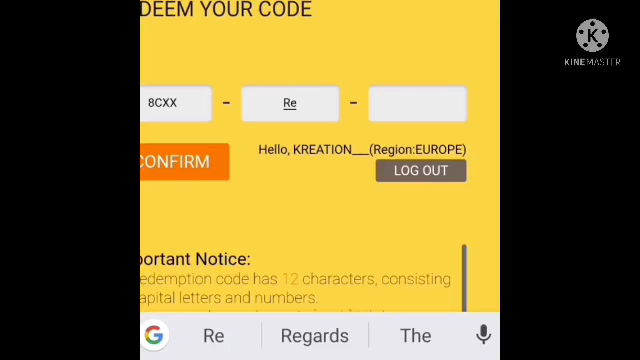 DEEM YOUR CODE
K
KINEMASTER
8CXX - Re -
CONFIRM
Hello, KREATION___(Region:EUROPE)
LOG OUT
portant Notice:
edemption code has 12 characters, consisting
apital letters and numbers.
G Re Regards The